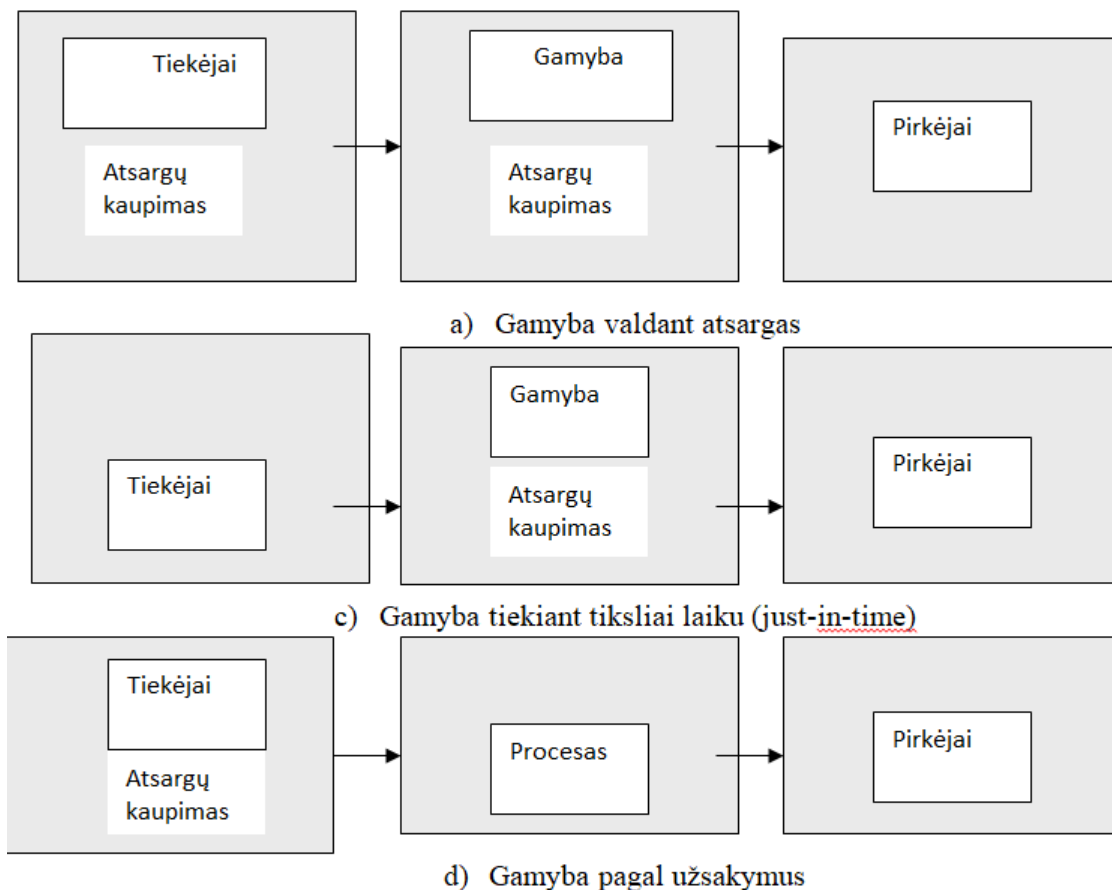 Tiekėjai
Atsargų
kaupimas
Gamyba
Atsargų
kaupimas
Pirkėjai
a) Gamyba valdant atsargas
Tiekėjai
Gamyba
Atsargų
kaupimas
Pirkėjai
c) Gamyba tiekiant tiksliai laiku (just-in-time)
Tiekėjai
Atsargų
kaupimas
Procesas
Pirkėjai
d) Gamyba pagal užsakymus